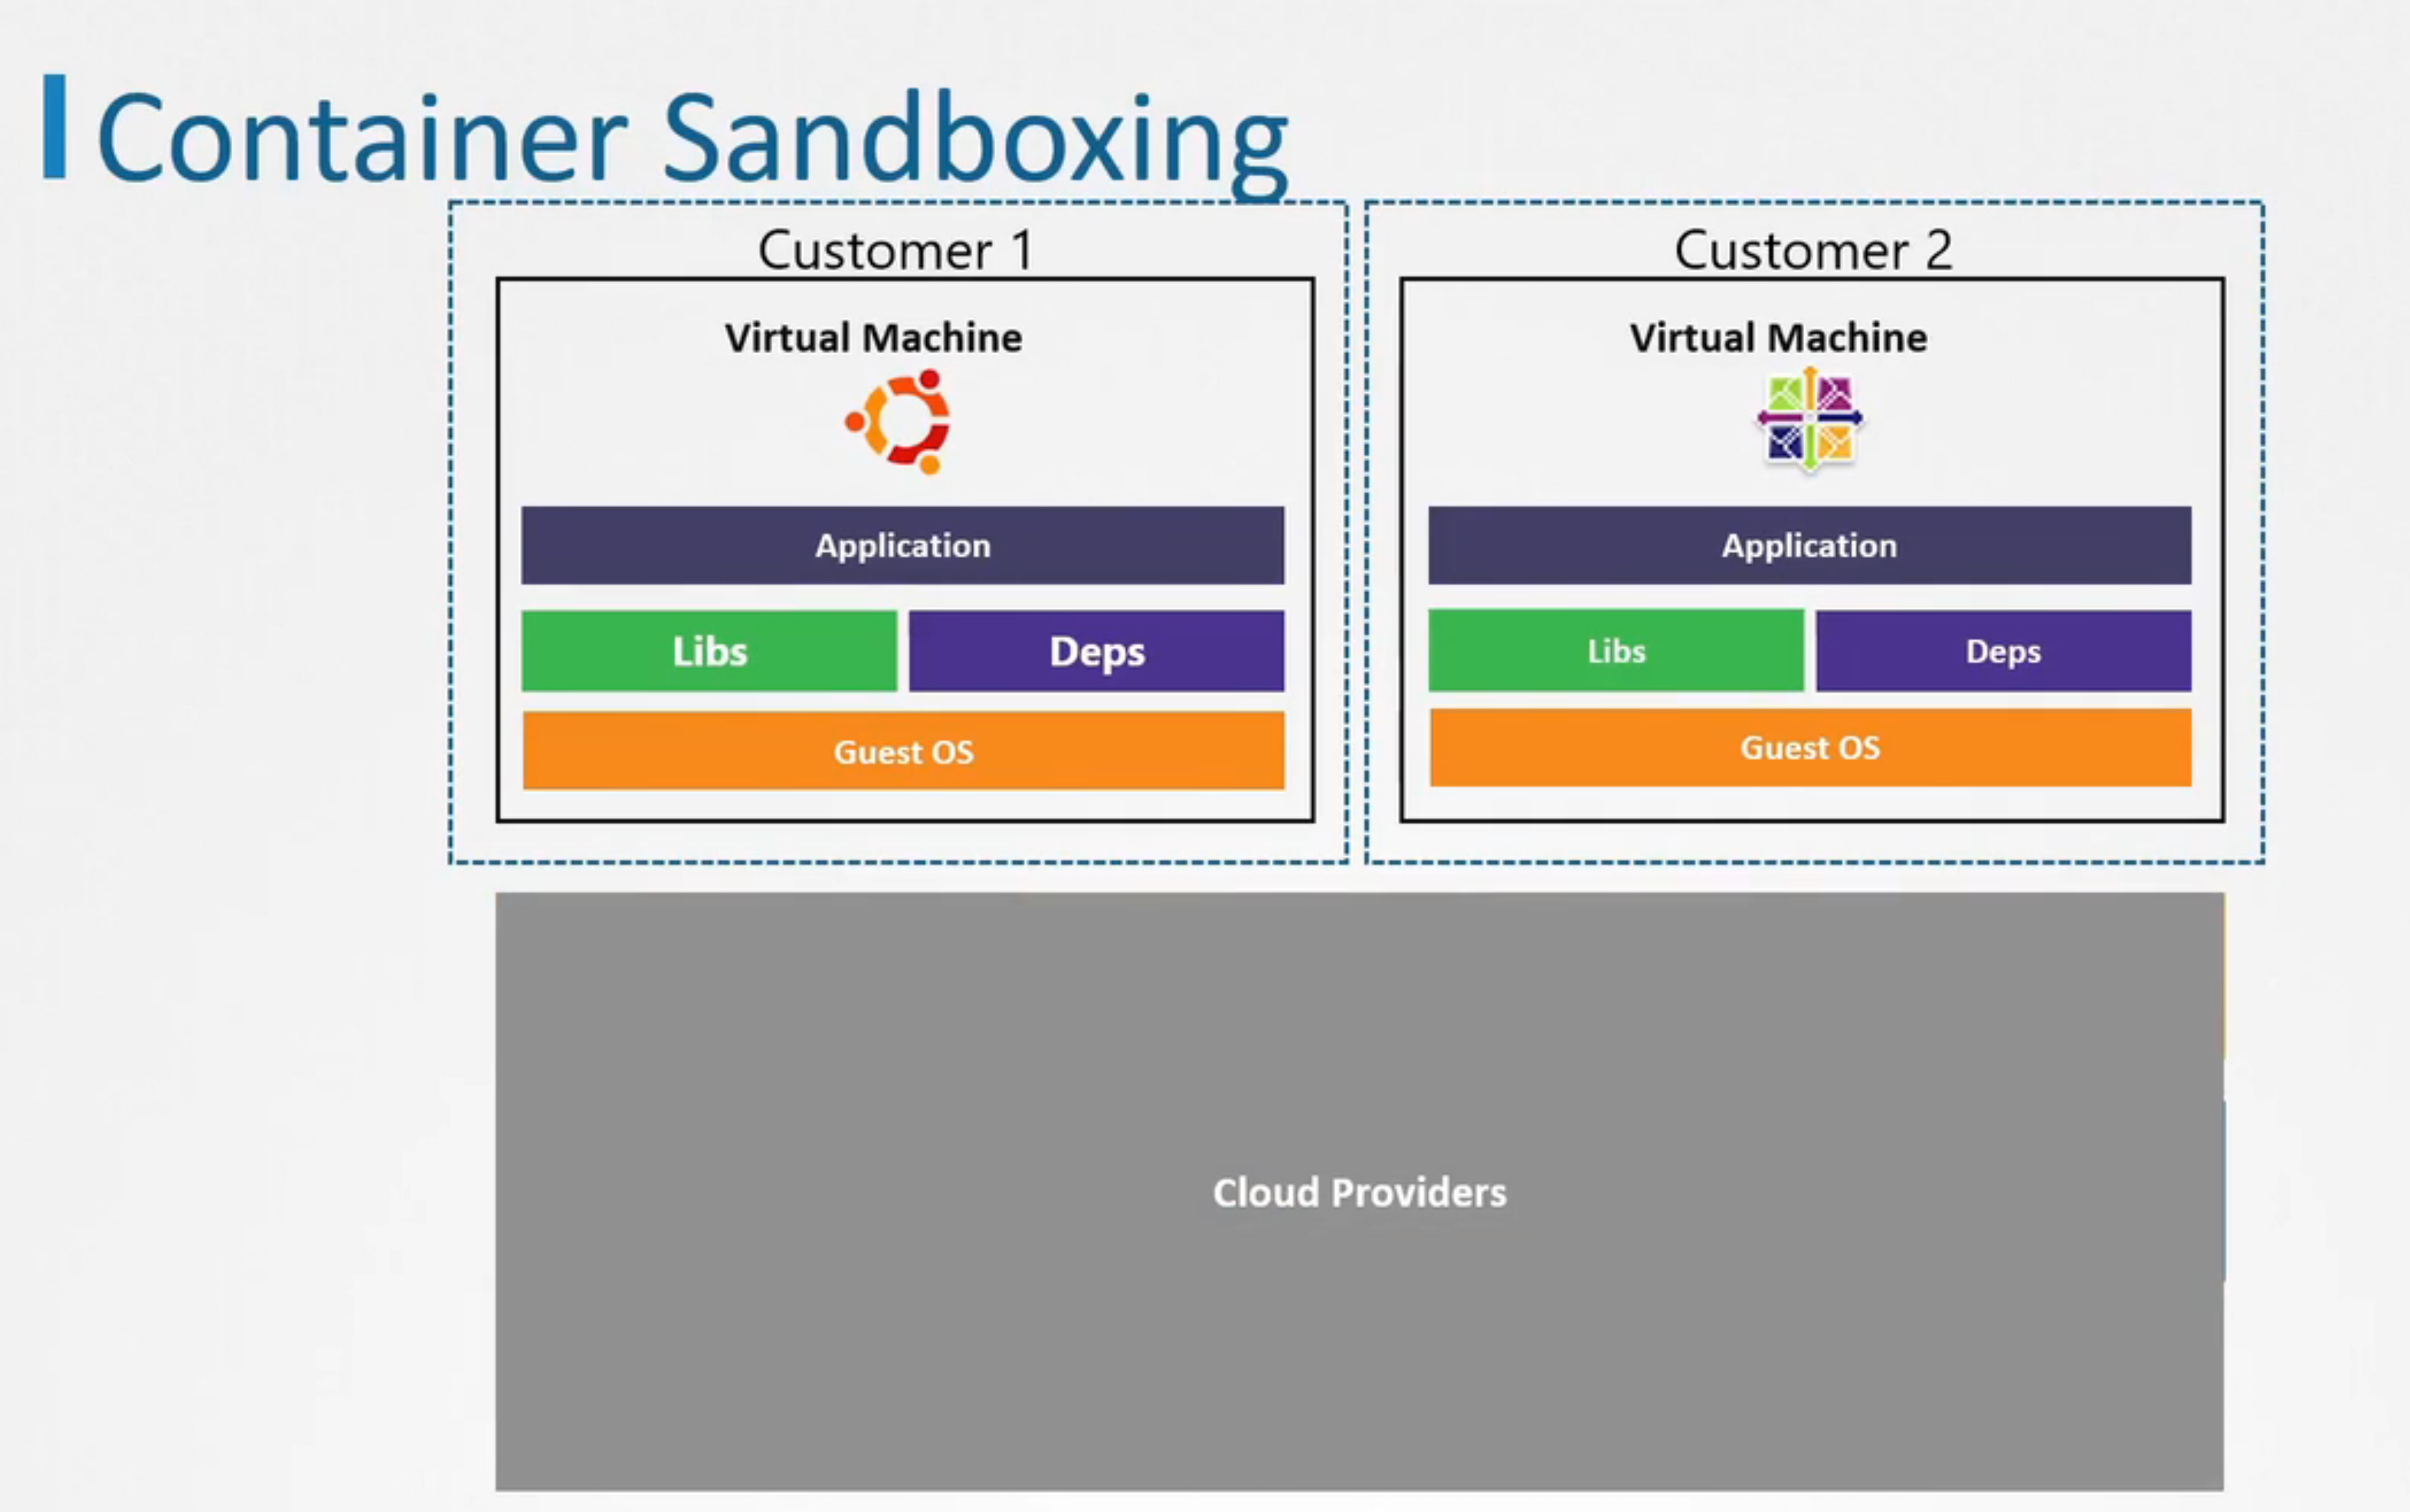 Container Sandboxing
Customer 1
Virtual Machine
Application
Libs
Deps
Guest OS
Customer 2
Virtual Machine
Application
Libs
Deps
Guest OS
Cloud Providers